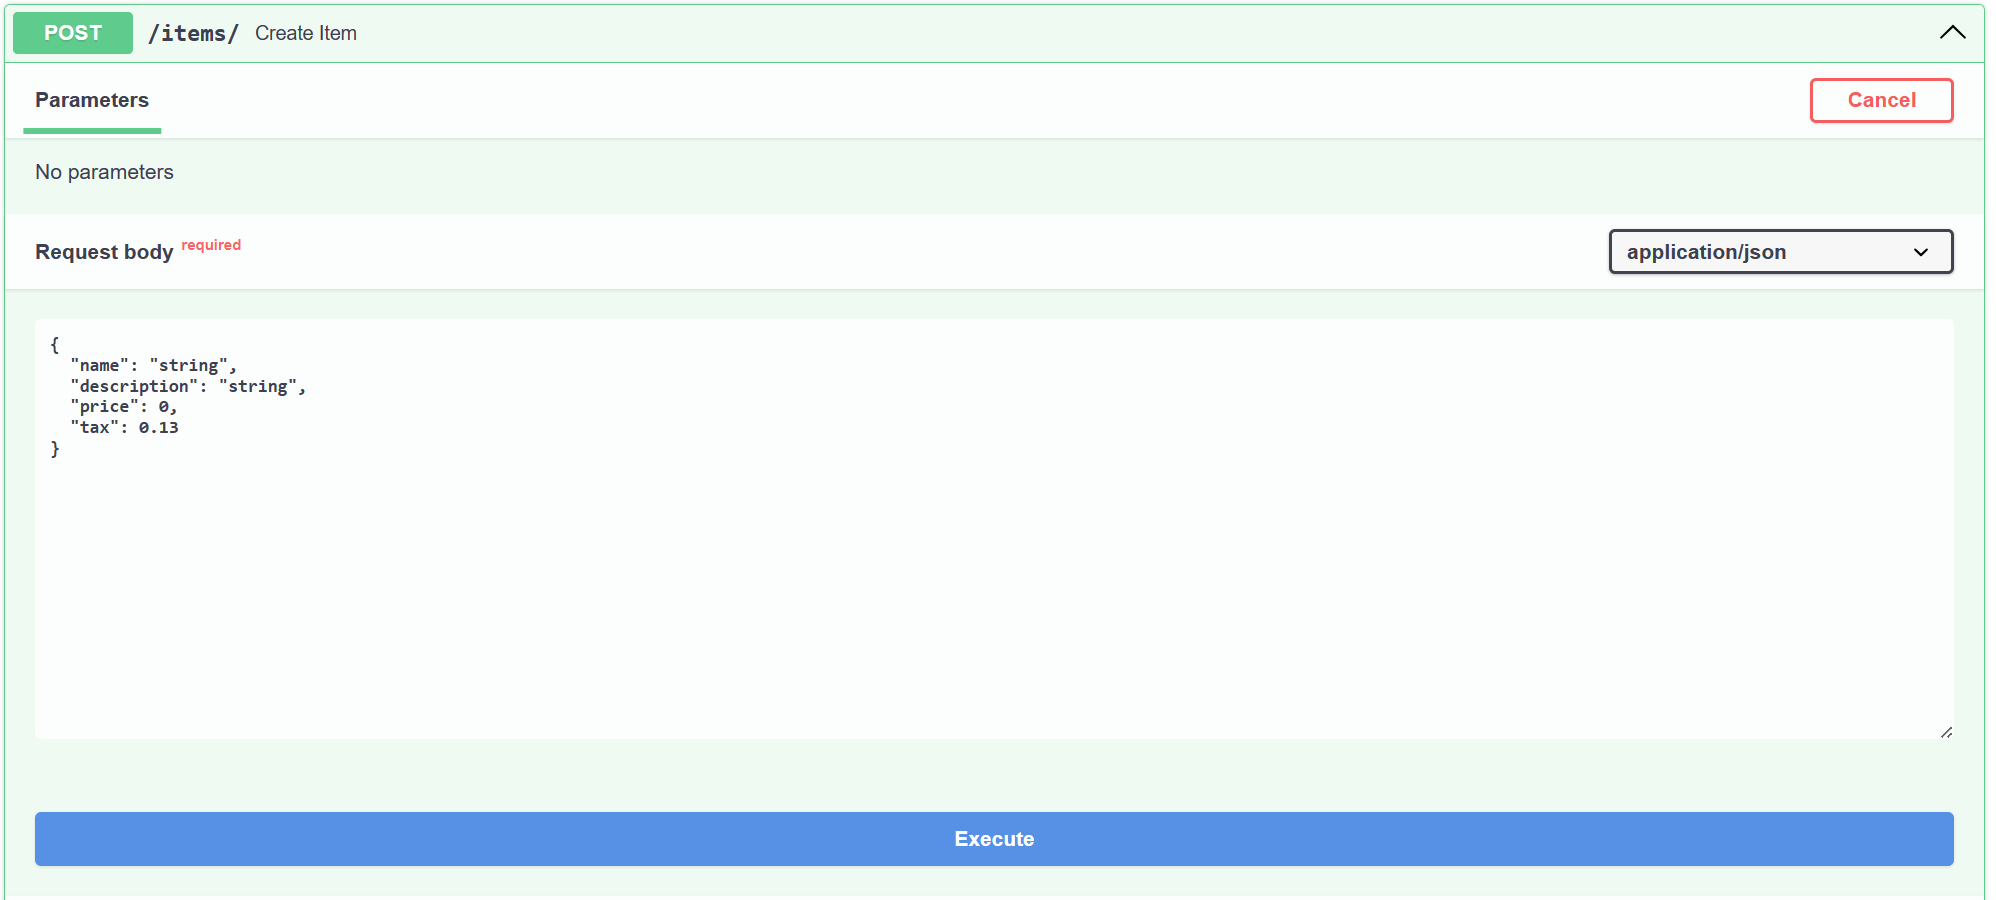 POST /items/ Create Item
Parameters
Cancel
No parameters
Request body required
application/json
{
  "name": "string",
  "description": "string",
  "price": 0,
  "tax": 0.13
}
Execute